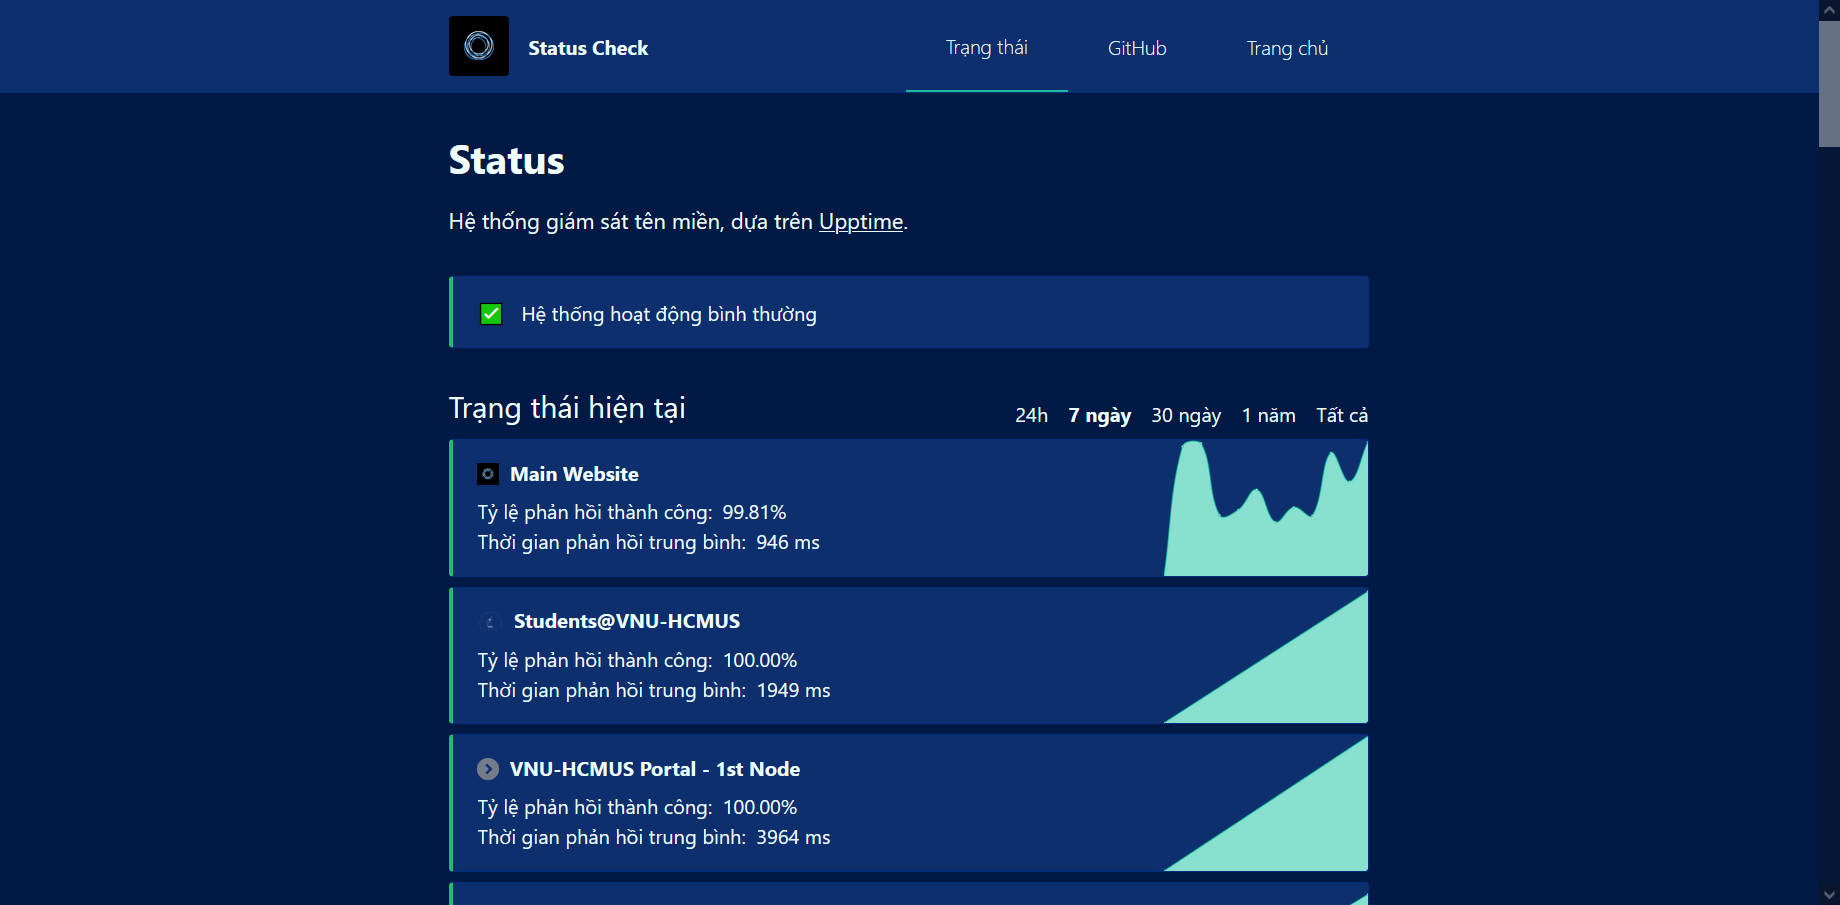 Status Check
Trạng thái
GitHub
Trang chủ
Status
Hệ thống giám sát tên miền, dựa trên Upptime.
Hệ thống hoạt động bình thường
Trạng thái hiện tại
24h 7 ngày 30 ngày 1 năm Tất cả
Main Website
Tỷ lệ phản hồi thành công: 99.81%
Thời gian phản hồi trung bình: 946 ms
Students@VNU-HCMUS
Tỷ lệ phản hồi thành công: 100.00%
Thời gian phản hồi trung bình: 1949 ms
VNU-HCMUS Portal - 1st Node
Tỷ lệ phản hồi thành công: 100.00%
Thời gian phản hồi trung bình: 3964 ms